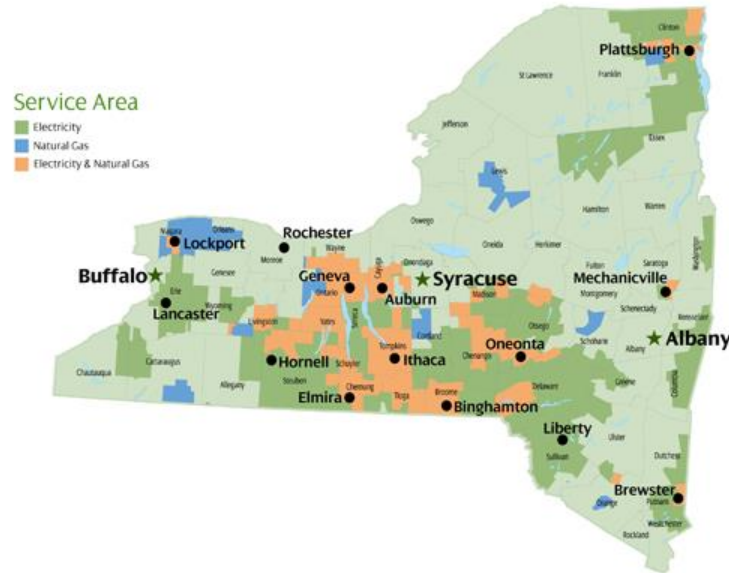 Service Area
Electricity
Natural Gas
Electricity & Natural Gas
Clinton
Plattsburgh
St Lawrence
Franklin
Jefferson
Essex
Lewis
Hamilton
Warren
Washington
Oswego
Oneida
Herkimer
Niagara
Orleans
Lockport
Rochester
Monroe
Wayne
Cayuga
Onondaga
Fulton
Saratoga
Mechanicville
Montgomery
Schenectady
Buffalo
Genesee
Geneva
Ontario
Auburn
Syracuse
Madison
Erie
Lancaster
Wyoming
Livingston
Seneca
Cortland
Otsego
Schoharie
Rensselaer
Albany
Albany
Yates
Tompkins
Ithaca
Chenango
Oneonta
Hornell
Schuyler
Cattaraugus
Chautauqua
Allegany
Steuben
Chemung
Elmira
Tioga
Broome
Binghamton
Delaware
Greene
Columbia
Liberty
Ulster
Sullivan
Dutchess
Brewster
Putnam
Orange
Westchester
Rockland